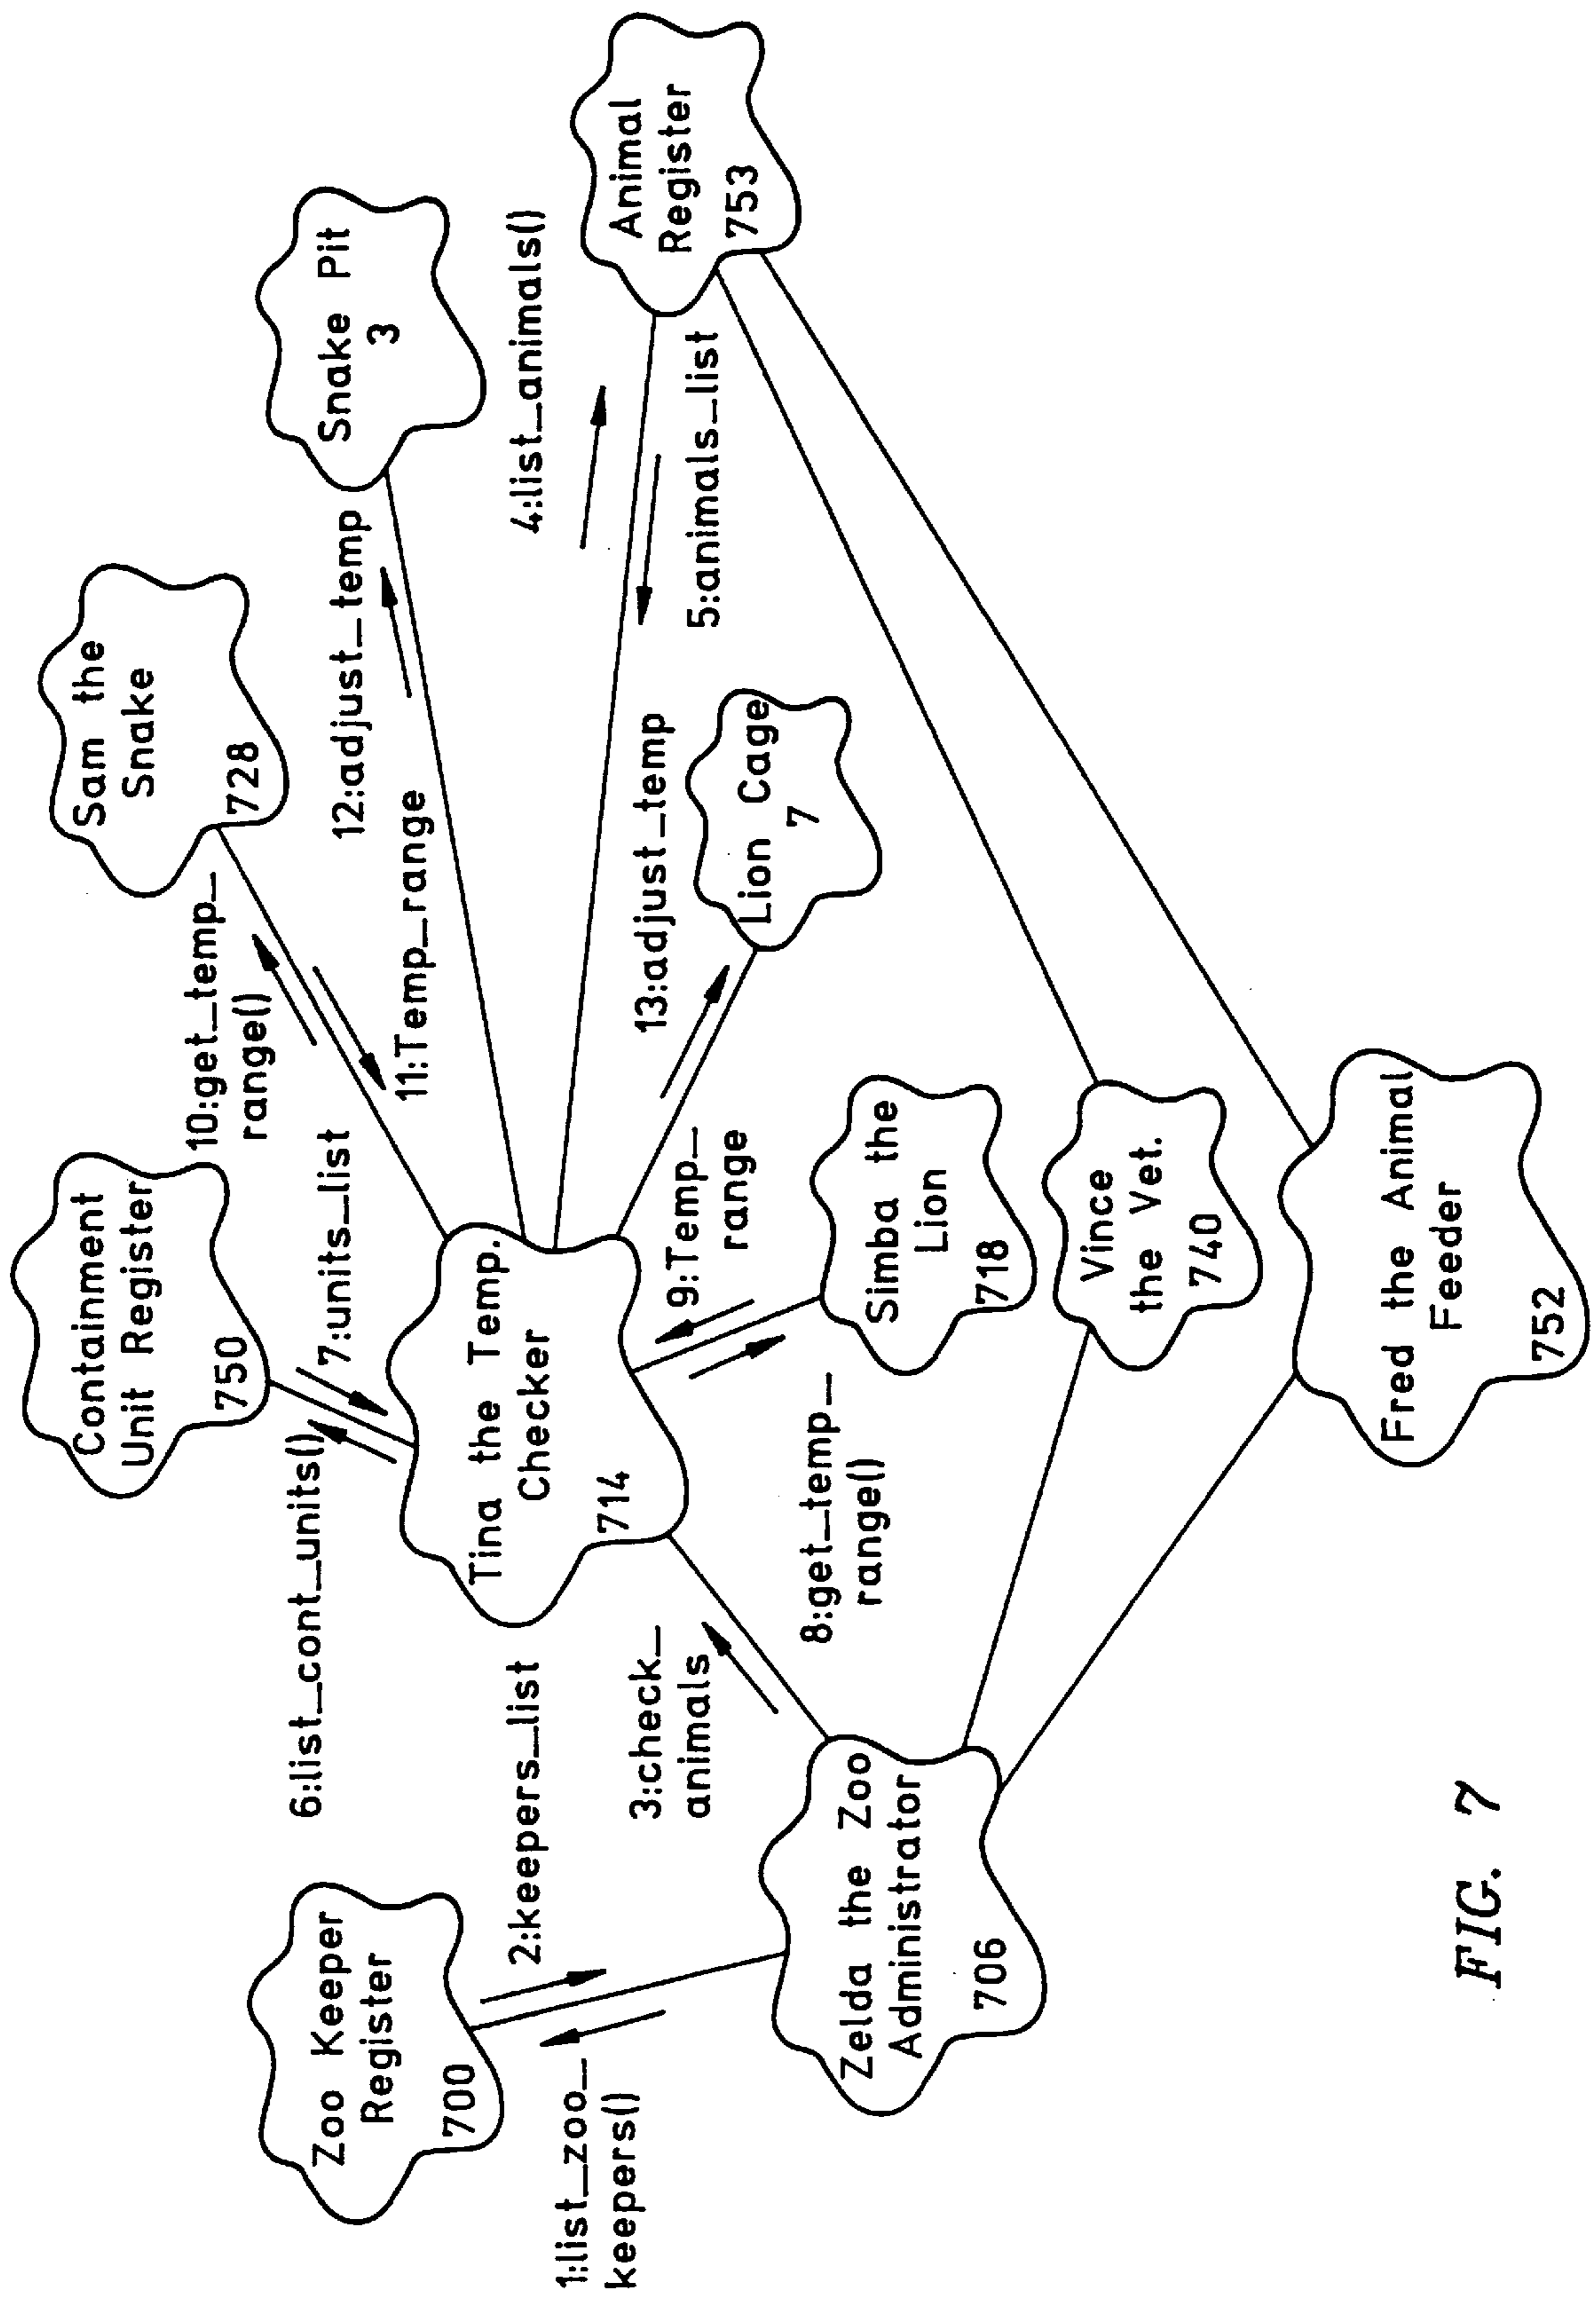 Zoo Keeper
Register
700
1:list_zoo_
keepers()
2:keepers_list
Zelda the Zoo
Administrator
706
3:check_
animals
Containment
Unit Register
750
6:list_cont_units()
7:units_list
Tina the Temp.
Checker
714
8:get_temp_
range()
9:Temp_
range
Simba the
Lion
718
Vince
the Vet.
740
Fred the Animal
Feeder
752
Sam the
Snake
728
10:get_temp_
range()
11:Temp_range
12:adjust_temp
Snake Pit
3
13:adjust_temp
Lion Cage
7
4:list_animals()
5:animals_list
Animal
Register
753
FIG. 7